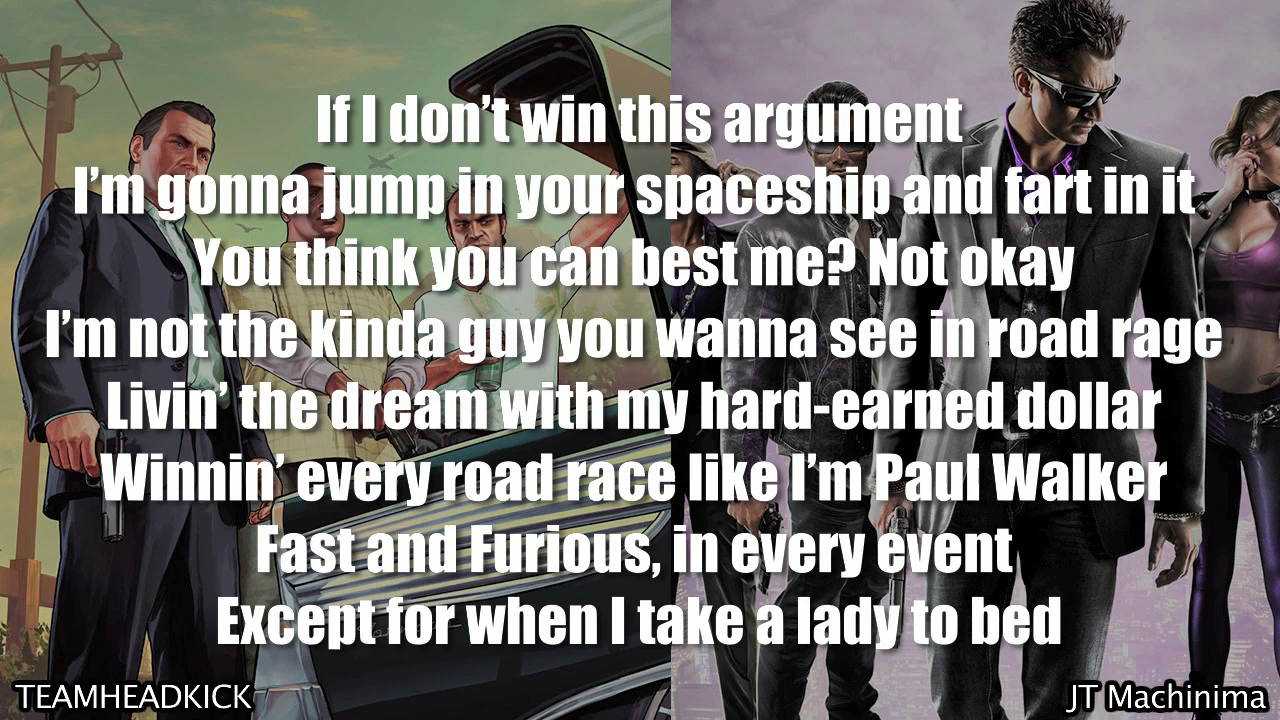 If I don’t win this argument
I’m gonna jump in your spaceship and fart in it
You think you can best me? Not okay
I’m not the kinda guy you wanna see in road rage
Livin’ the dream with my hard-earned dollar
Winnin’ every road race like I’m Paul Walker
Fast and Furious, in every event
Except for when I take a lady to bed
TEAMHEADKICK
JT Machinima